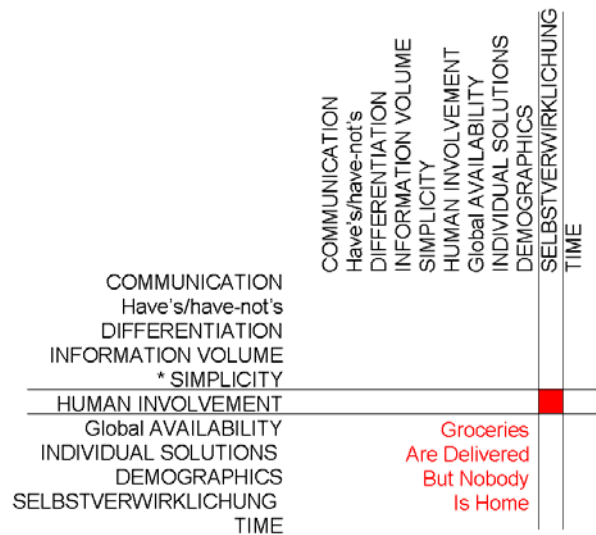 COMMUNICATION
Have's/have-not's
DIFFERENTIATION
INFORMATION VOLUME
SIMPLICITY
HUMAN INVOLVEMENT
Global AVAILABILITY
INDIVIDUAL SOLUTIONS
DEMOGRAPHICS
SELBSTVERWIRKLICHUNG
TIME
COMMUNICATION
Have's/have-not's
DIFFERENTIATION
INFORMATION VOLUME
* SIMPLICITY
HUMAN INVOLVEMENT
Global AVAILABILITY
INDIVIDUAL SOLUTIONS
DEMOGRAPHICS
SELBSTVERWIRKLICHUNG
TIME
Groceries
Are Delivered
But Nobody
Is Home